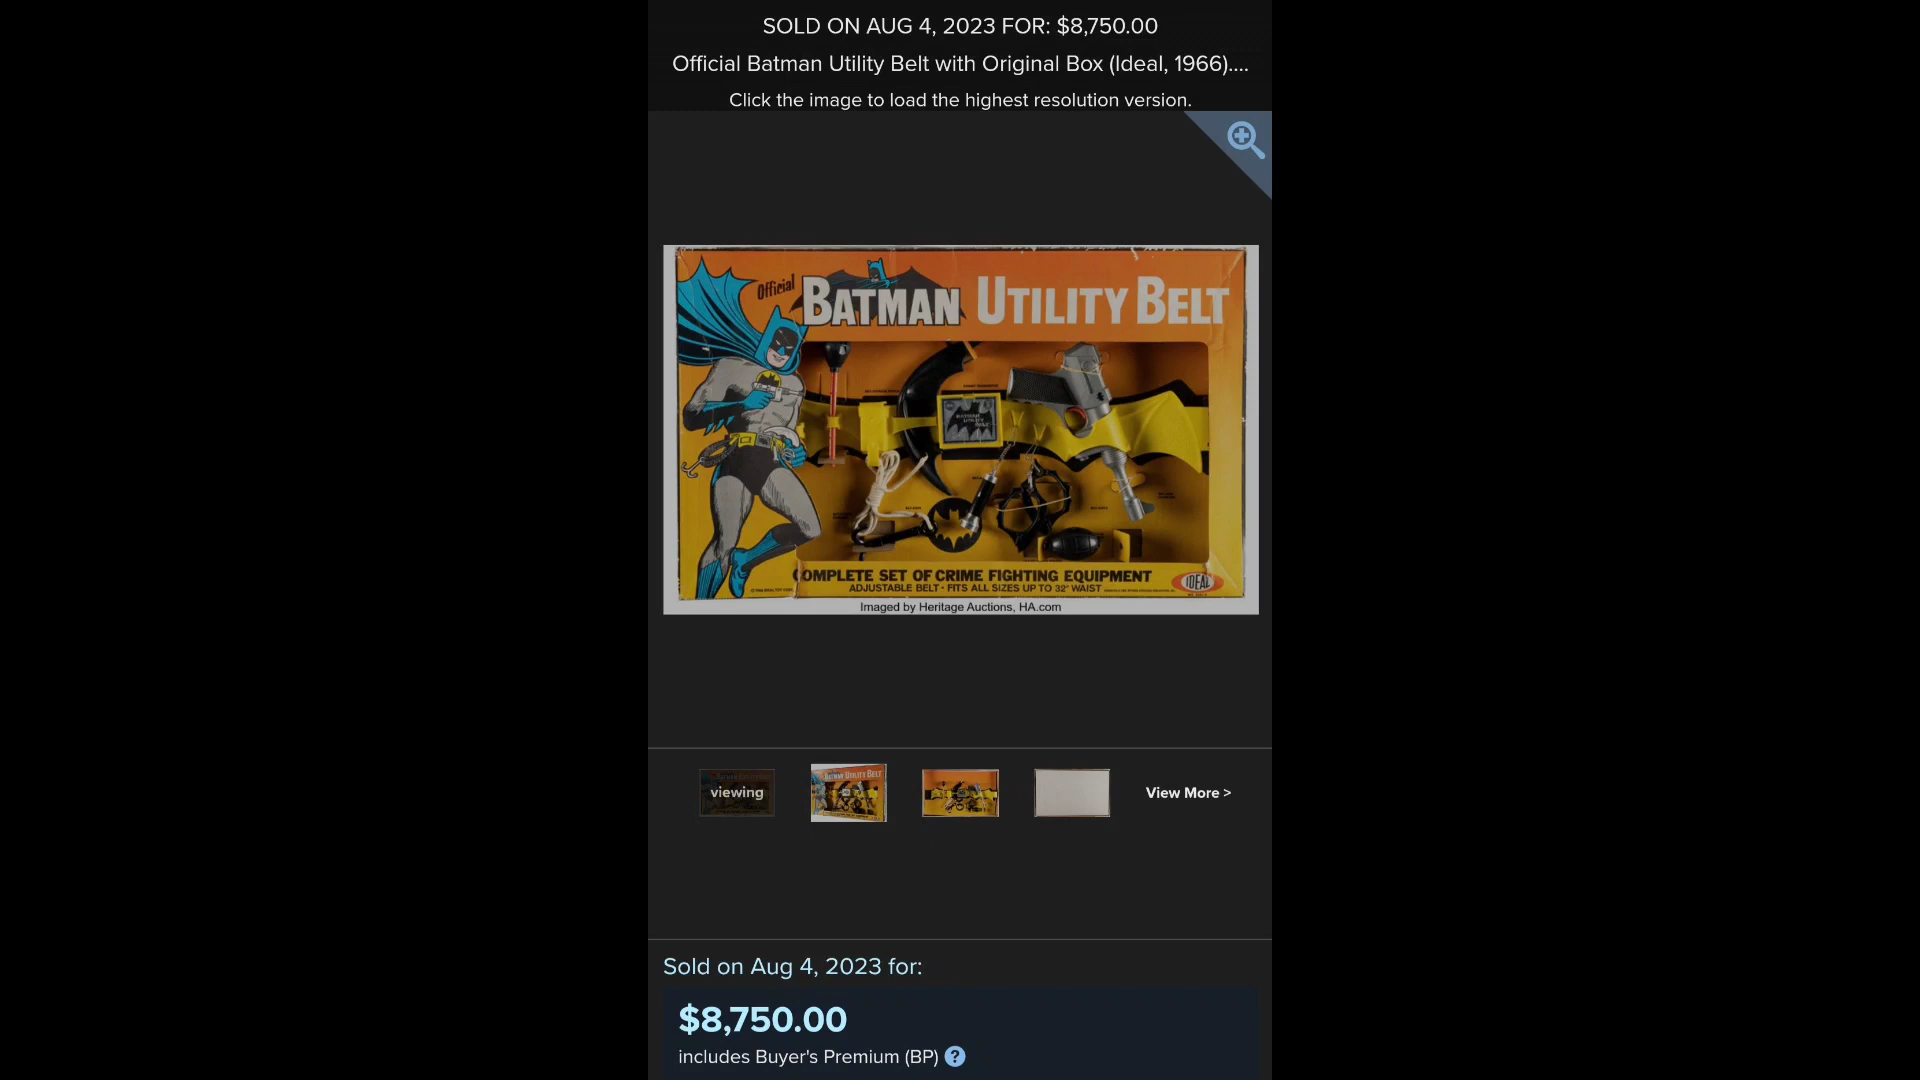 SOLD ON AUG 4, 2023 FOR: $8,750.00
Official Batman Utility Belt with Original Box (Ideal, 1966)....
Click the image to load the highest resolution version.
Official BATMAN UTILITY BELT
COMPLETE SET OF CRIME FIGHTING EQUIPMENT
ADJUSTABLE BELT • FITS ALL SIZES UP TO 32" WAIST
IDEAL
Imaged by Heritage Auctions, HA.com
viewing
BATMAN UTILITY BELT
View More >
Sold on Aug 4, 2023 for:
$8,750.00
includes Buyer's Premium (BP) ?